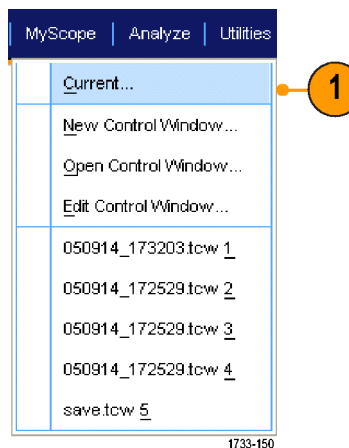 MyScope | Analyze | Utilities
Current...
1
New Control Window...
Open Control Window...
Edit Control Window...
050914_173203.tcw 1
050914_172529.tcw 2
050914_172529.tcw 3
050914_172529.tcw 4
save.tcw 5
1733-150